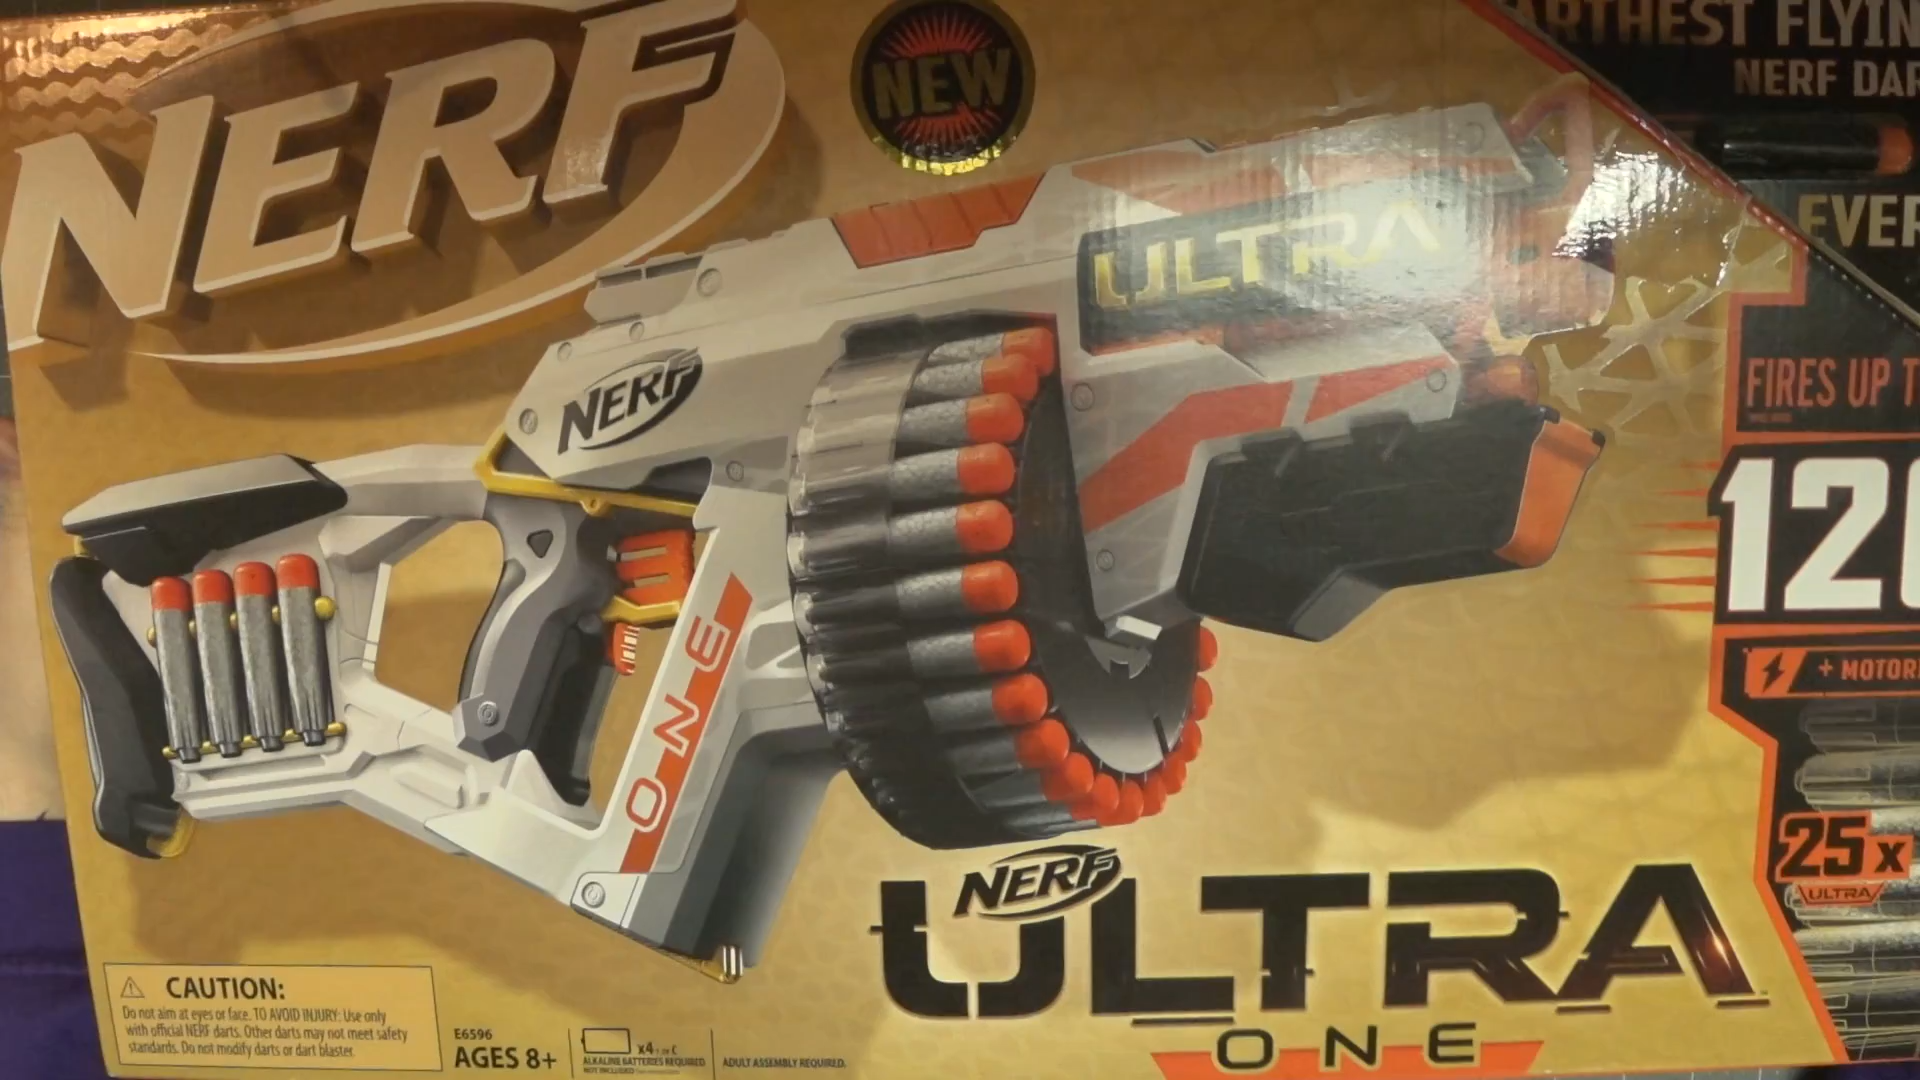 NERF
NEW
ARTHEST FLYIN
NERF DAR
EVER
ULTRA
NERF
FIRES UP T
120
+ MOTORI
ONE
25x
ULTRA
NERF
ULTRA
ONE
CAUTION:
Do not aim at eyes or face. TO AVOID INJURY: Use only
with official NERF darts. Other darts may not meet safety
standards. Do not modify darts or dart blaster.
E6596
AGES 8+
x4
ALKALINE BATTERIES REQUIRED
NOT INCLUDED
ADULT ASSEMBLY REQUIRED.